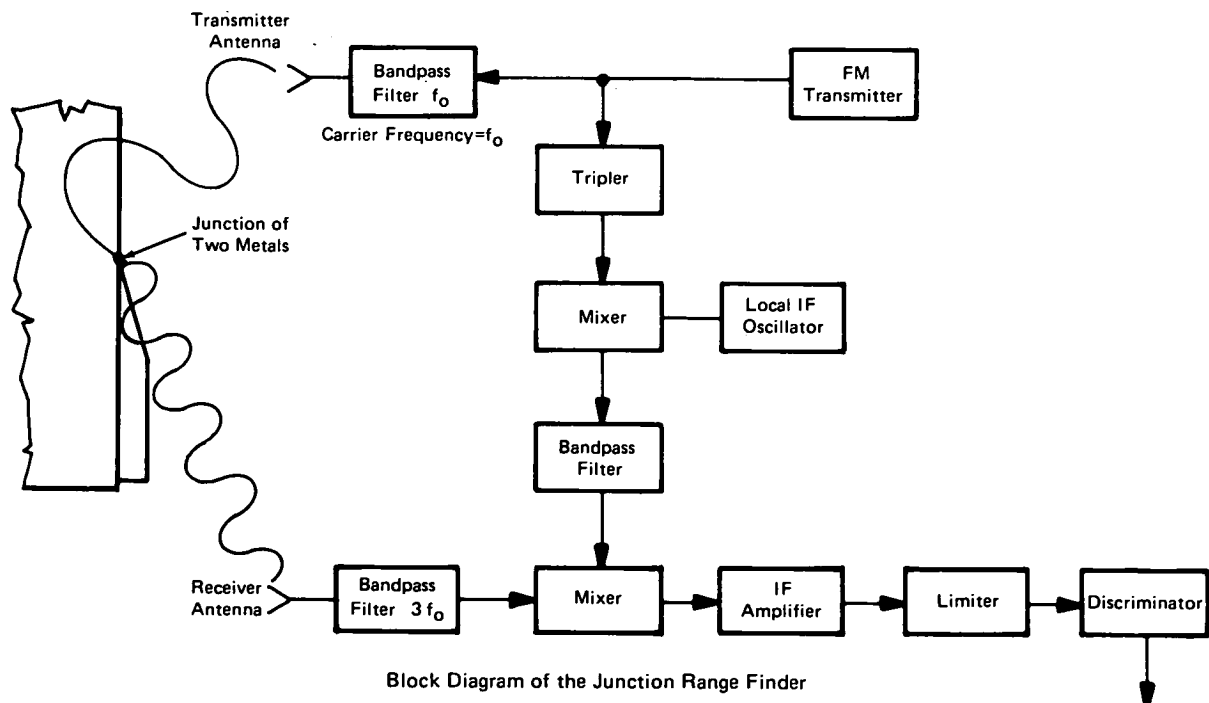 Transmitter
Antenna
Bandpass
Filter fo
Carrier Frequency=fo
FM
Transmitter
Tripler
Junction of
Two Metals
Mixer
Local IF
Oscillator
Bandpass
Filter
Receiver
Antenna
Bandpass
Filter 3 fo
Mixer
IF
Amplifier
Limiter
Discriminator
Block Diagram of the Junction Range Finder